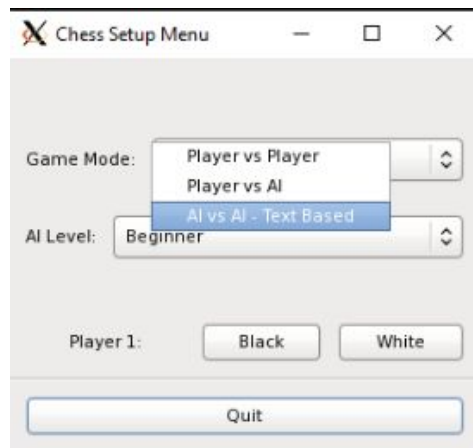 Chess Setup Menu
Game Mode:
Player vs Player
Player vs AI
AI vs AI - Text Based
AI Level: Beginner
Player 1: Black White
Quit